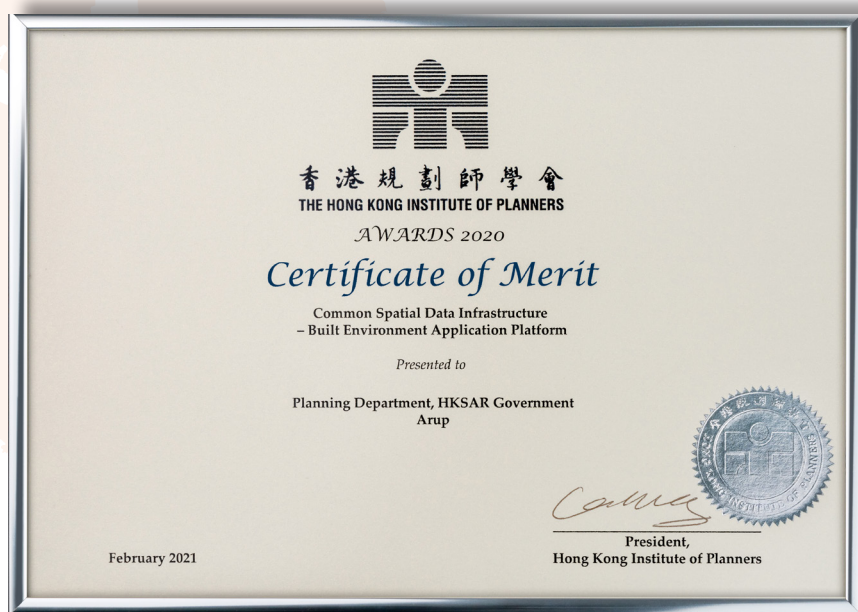 香港規劃師學會
THE HONG KONG INSTITUTE OF PLANNERS
AWARDS 2020
Certificate of Merit
Common Spatial Data Infrastructure
– Built Environment Application Platform
Presented to
Planning Department, HKSAR Government
Arup
February 2021
President,
Hong Kong Institute of Planners